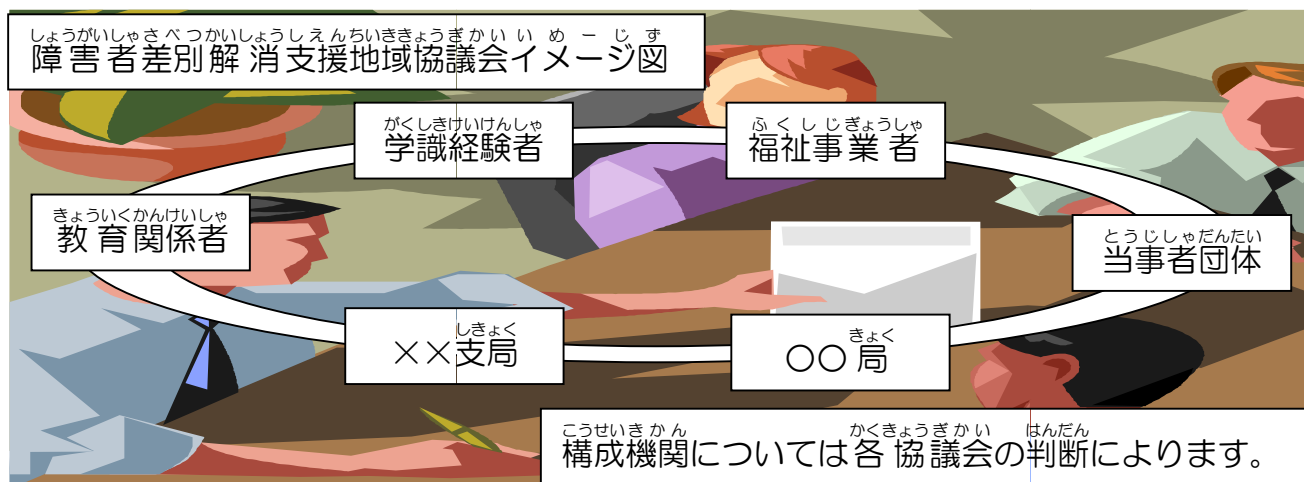 しょうがいしゃさべつかいしょうしえんちいききょうぎかいいめーじず
障害者差別解消支援地域協議会イメージ図
がくしきけいけんしゃ
学識経験者
ふくしじぎょうしゃ
福祉事業者
きょういくかんけいしゃ
教育関係者
とうじしゃだんたい
当事者団体
しきょく
××支局
きょく
〇〇局
こうせいきかん かくきょうぎかい はんだん
構成機関については各協議会の判断によります。